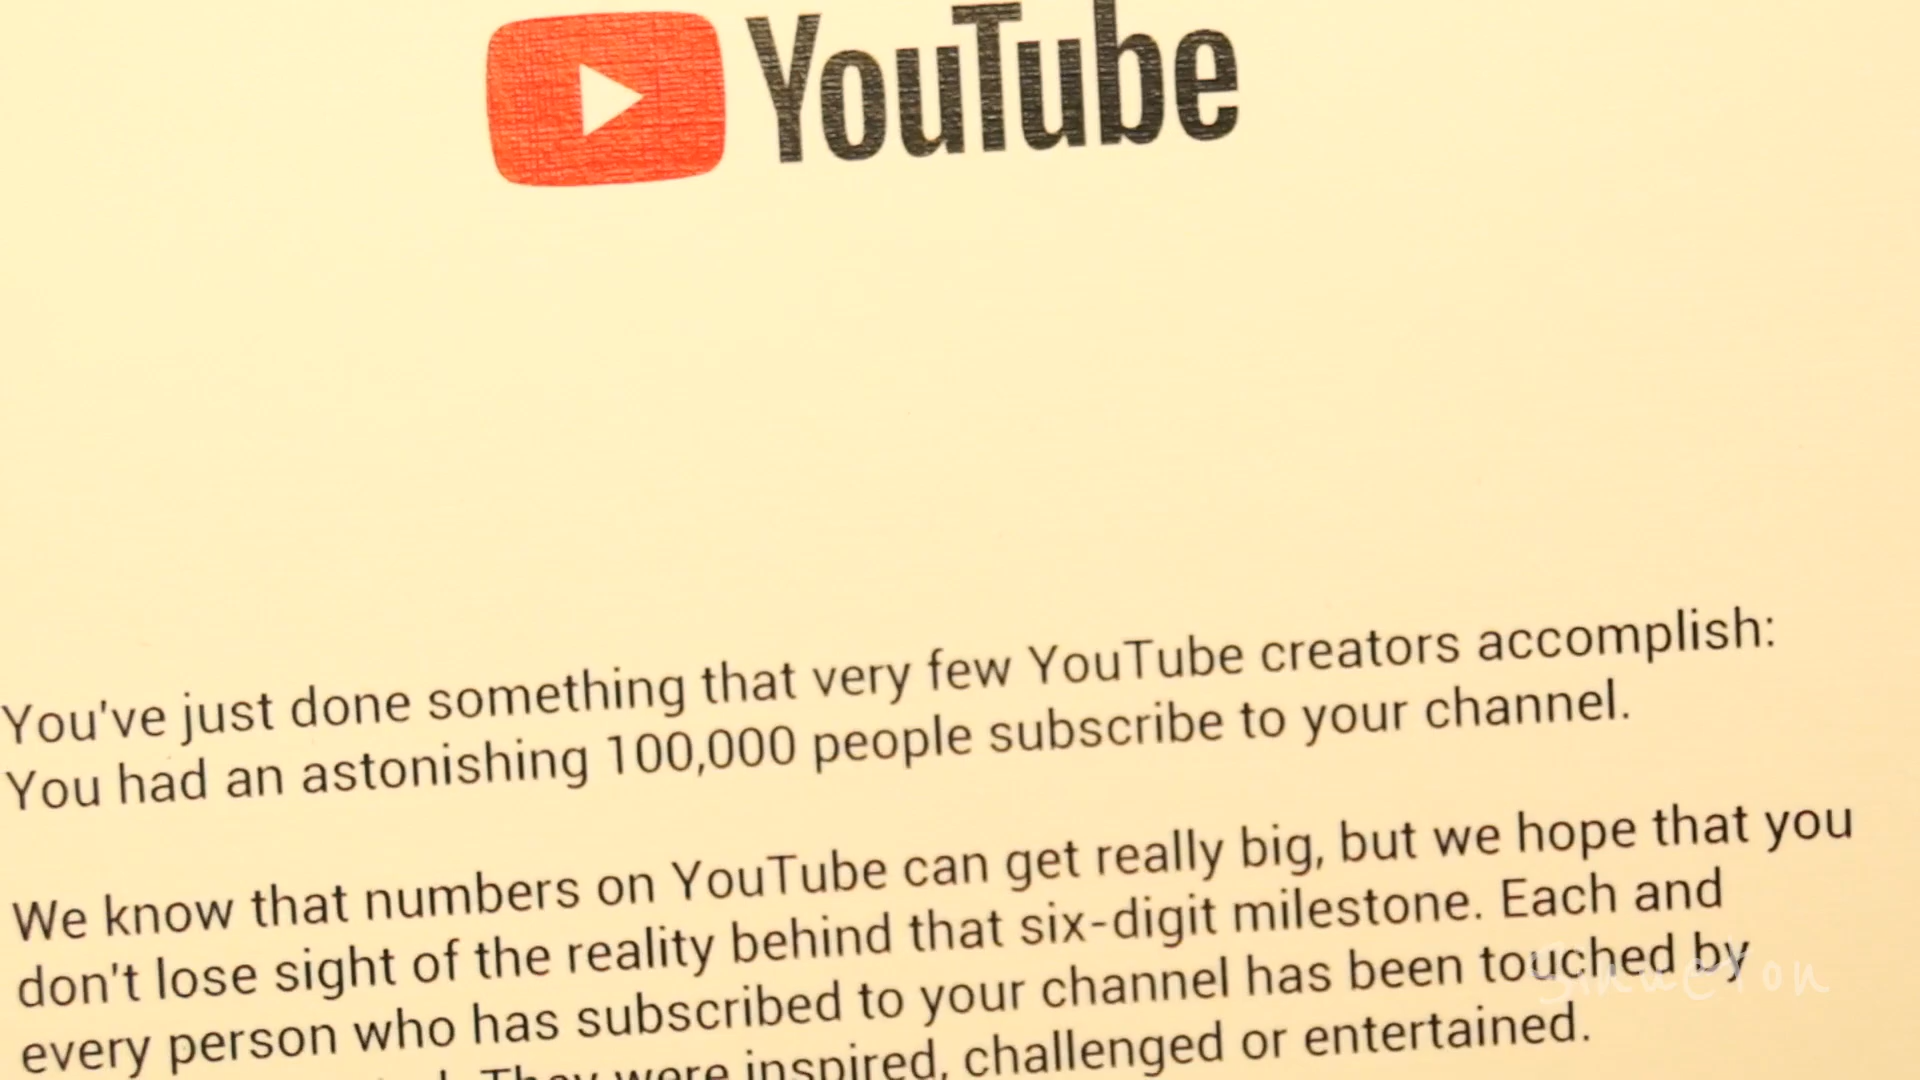 YouTube
You've just done something that very few YouTube creators accomplish:
You had an astonishing 100,000 people subscribe to your channel.
We know that numbers on YouTube can get really big, but we hope that you
don't lose sight of the reality behind that six-digit milestone. Each and
every person who has subscribed to your channel has been touched by
They were inspired, challenged or entertained.